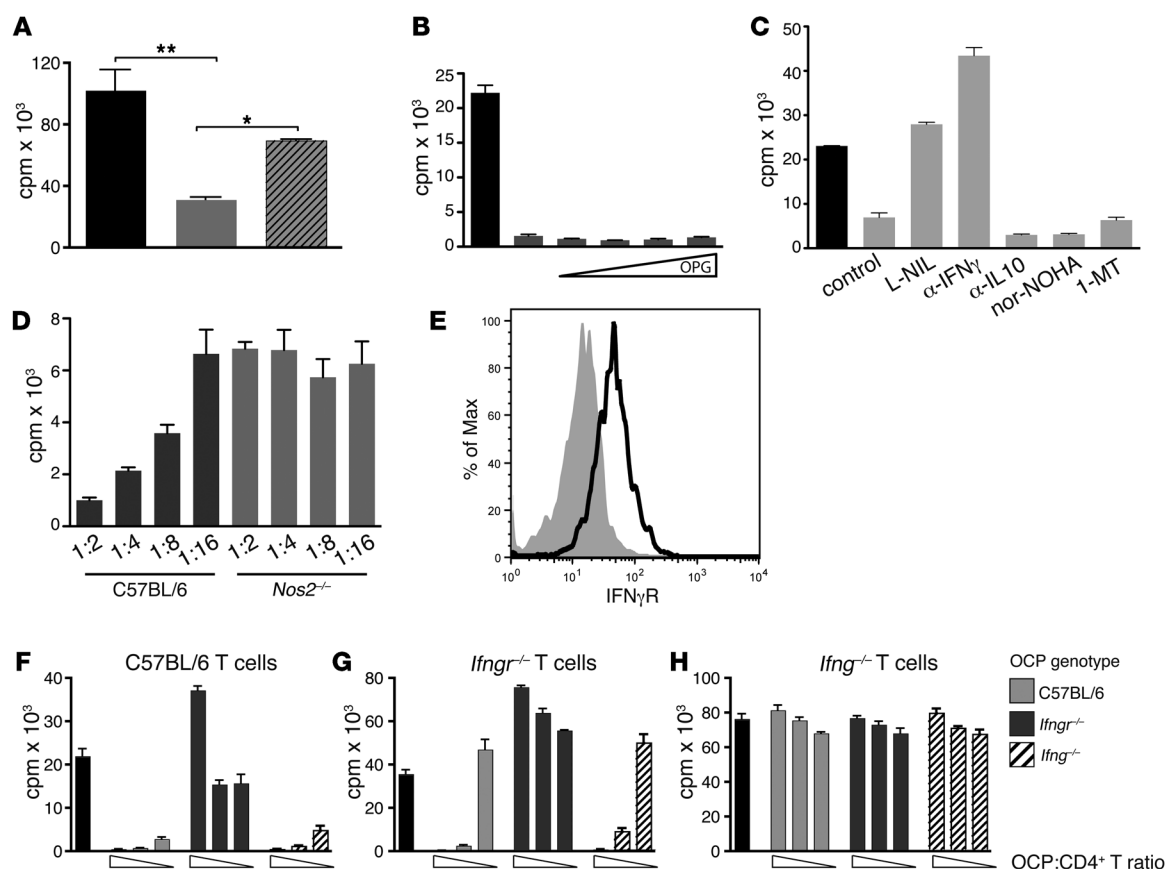 A
cpm x 10³
120
80
40
0
**
*
B
cpm x 10³
25
20
15
10
5
0
OPG
C
cpm x 10³
50
40
30
20
10
0
control
L-NIL
α-IFNγ
α-IL10
nor-NOHA
1-MT
D
cpm x 10³
8
6
4
2
0
1:2
1:4
1:8
1:16
1:2
1:4
1:8
1:16
C57BL/6
Nos2–/–
E
% of Max
100
80
60
40
20
0
10⁰
10¹
10²
10³
10⁴
IFNγR
F
C57BL/6 T cells
cpm x 10³
40
30
20
10
0
G
Ifngr–/– T cells
cpm x 10³
80
60
40
20
0
H
Ifng–/– T cells
cpm x 10³
100
80
60
40
20
0
OCP genotype
C57BL/6
Ifngr–/–
Ifng–/–
OCP:CD4⁺ T ratio